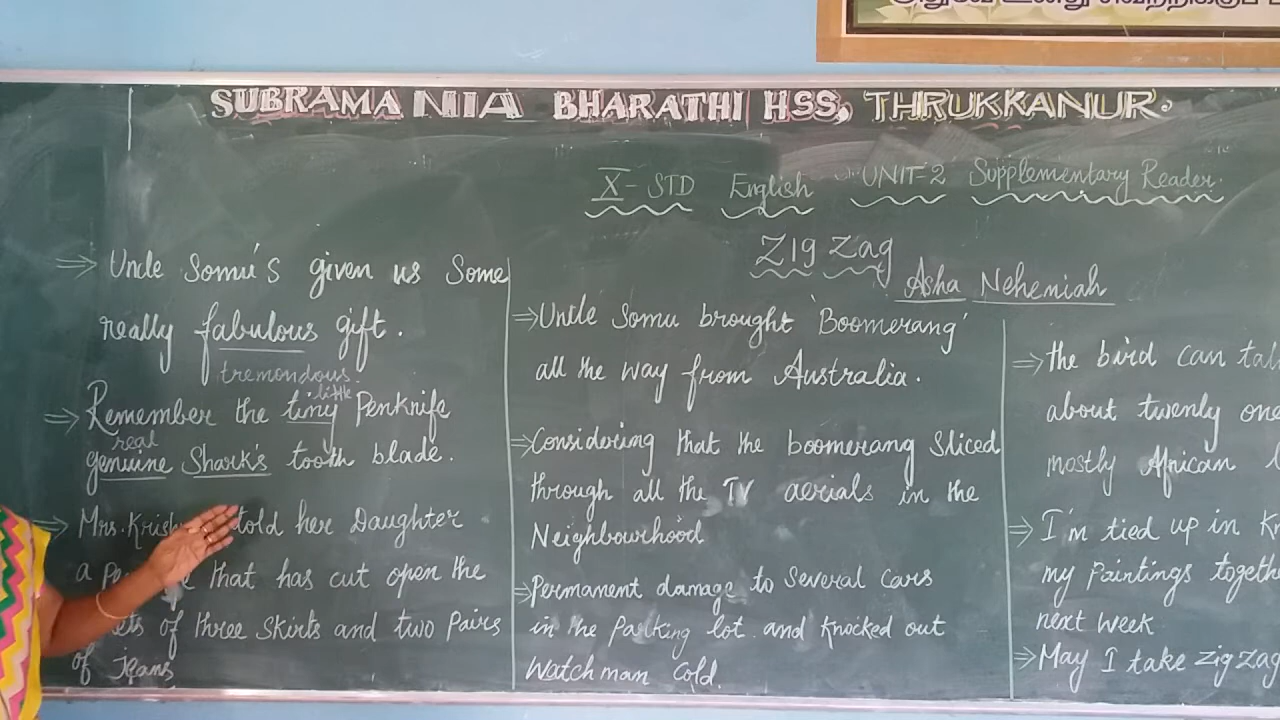 SUBRAMANIA BHARATHI HSS, THRUKKANUR.
X - STD English UNIT-2 Supplementary Reader.
Zig Zag
Asha Nehemiah
⇒ Uncle Somu's given us Some
really fabulous gift.
tremondous.
little
⇒ Remember the tiny Penknife
real
genuine Shark's tooth blade.
⇒ Mrs. told her Daughter
a that has cut open the
of three Skirts and two Pairs
of Jeans
⇒ Uncle Somu brought 'Boomerang'
all the way from Australia.
⇒ Considering that the boomerang Sliced
through all the TV aerials in the
Neighbourhood
⇒ Permanent damage to Several Cars
in the Parking lot. and Knocked out
Watchman Cold.
⇒ the bird can
about twenty one
mostly African
⇒ I'm tied up in
my Paintings
next week
⇒ May I take Zig Zag